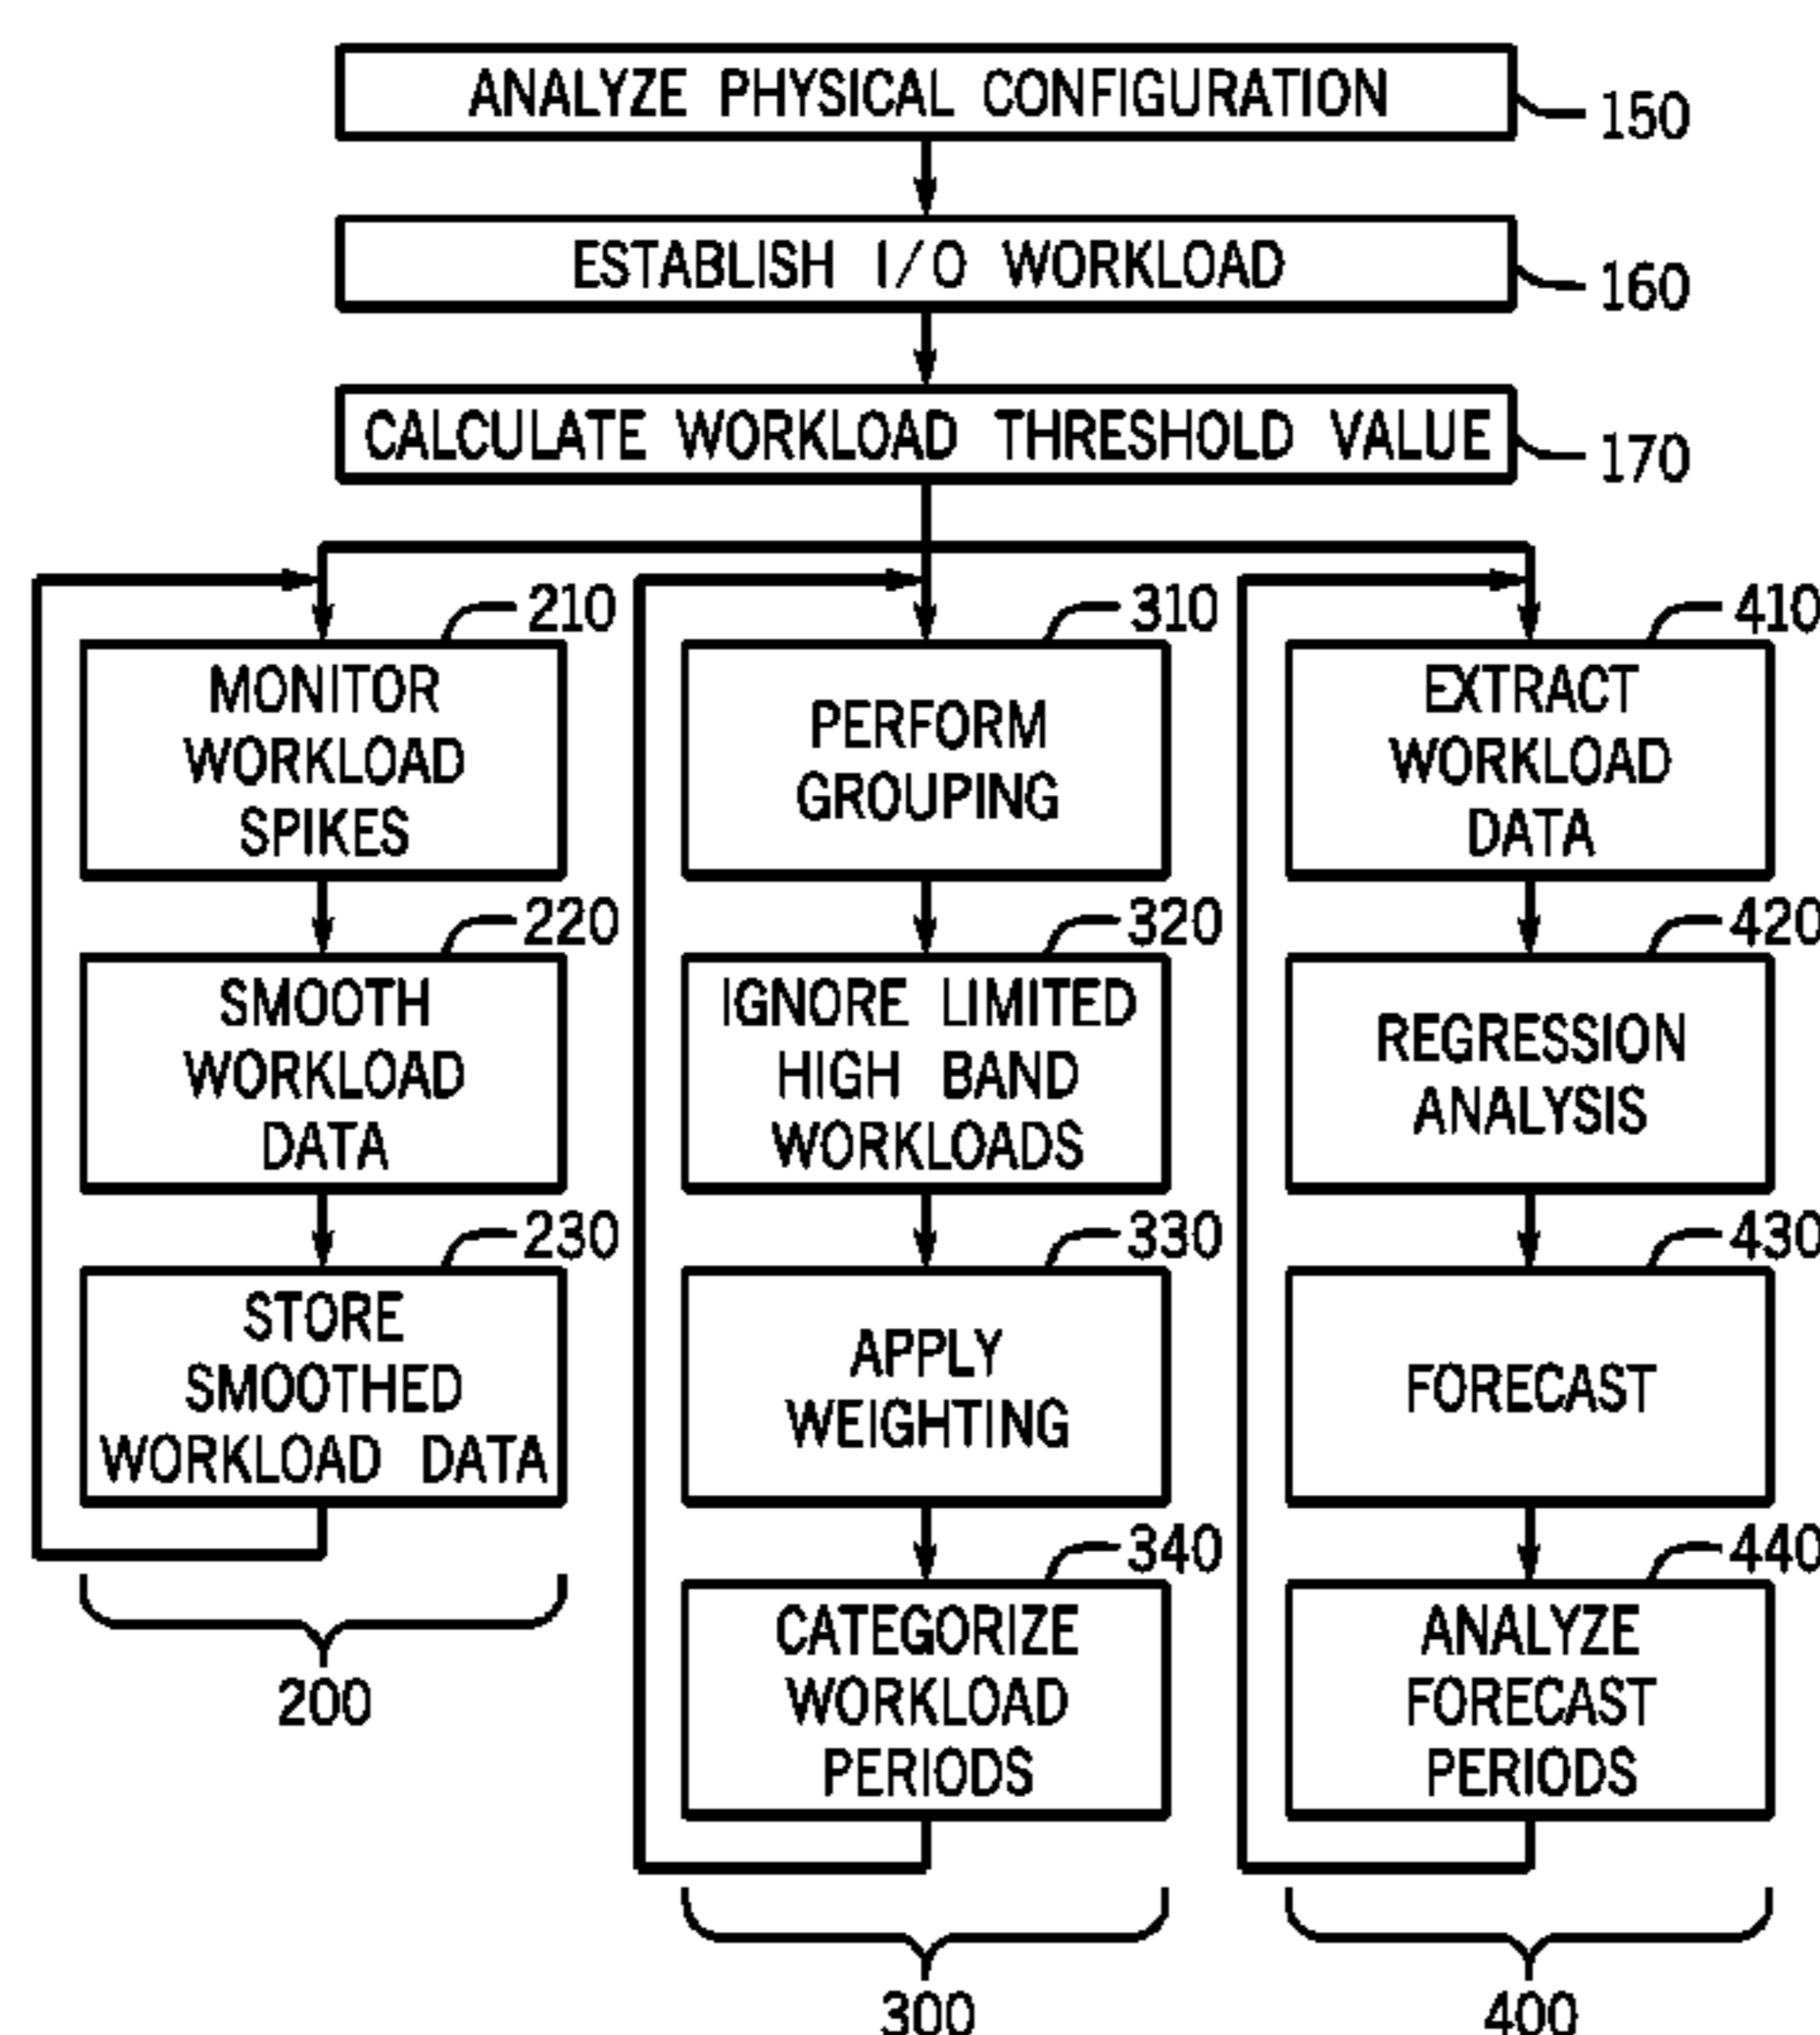 ANALYZE PHYSICAL CONFIGURATION
150
ESTABLISH I/O WORKLOAD
160
CALCULATE WORKLOAD THRESHOLD VALUE
170
210
MONITOR
WORKLOAD
SPIKES
220
SMOOTH
WORKLOAD
DATA
230
STORE
SMOOTHED
WORKLOAD DATA
200
310
PERFORM
GROUPING
320
IGNORE LIMITED
HIGH BAND
WORKLOADS
330
APPLY
WEIGHTING
340
CATEGORIZE
WORKLOAD
PERIODS
300
410
EXTRACT
WORKLOAD
DATA
420
REGRESSION
ANALYSIS
430
FORECAST
440
ANALYZE
FORECAST
PERIODS
400